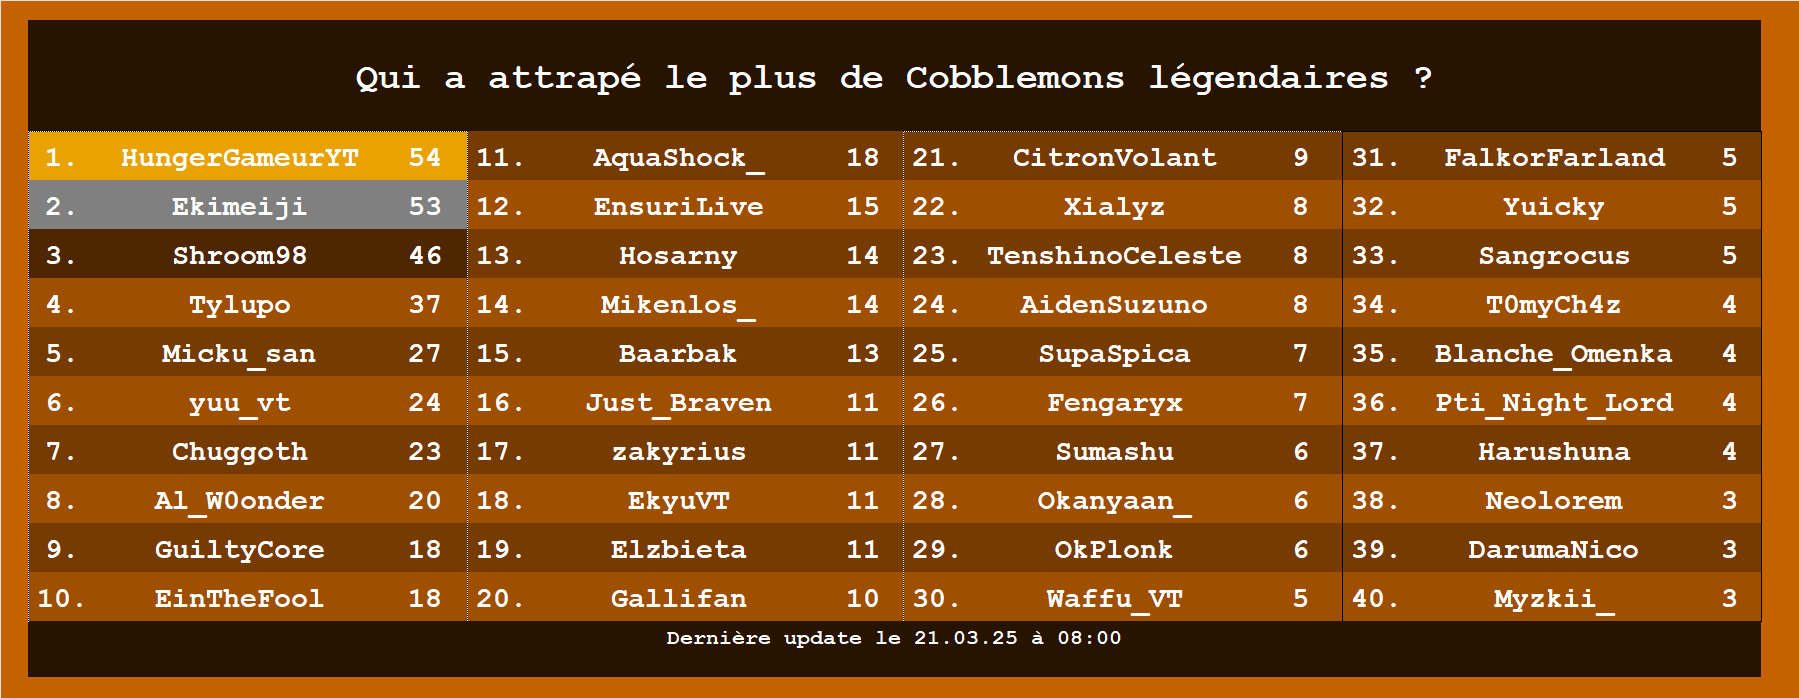 Qui a attrapé le plus de Cobblemons légendaires ?
1. HungerGameurYT 54
2. Ekimeiji 53
3. Shroom98 46
4. Tylupo 37
5. Micku_san 27
6. yuu_vt 24
7. Chuggoth 23
8. Al_W0onder 20
9. GuiltyCore 18
10. EinTheFool 18
11. AquaShock_ 18
12. EnsuriLive 15
13. Hosarny 14
14. Mikenlos_ 14
15. Baarbak 13
16. Just_Braven 11
17. zakyrius 11
18. EkyuVT 11
19. Elzbieta 11
20. Gallifan 10
21. CitronVolant 9
22. Xialyz 8
23. TenshinoCeleste 8
24. AidenSuzuno 8
25. SupaSpica 7
26. Fengaryx 7
27. Sumashu 6
28. Okanyaan_ 6
29. OkPlonk 6
30. Waffu_VT 5
31. FalkorFarland 5
32. Yuicky 5
33. Sangrocus 5
34. T0myCh4z 4
35. Blanche_Omenka 4
36. Pti_Night_Lord 4
37. Harushuna 4
38. Neolorem 3
39. DarumaNico 3
40. Myzkii_ 3
Dernière update le 21.03.25 à 08:00